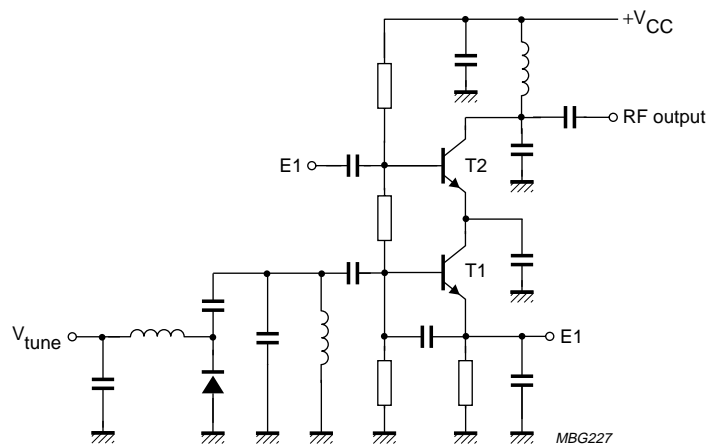 +VCC
RF output
E1
T2
T1
Vtune
E1
MBG227